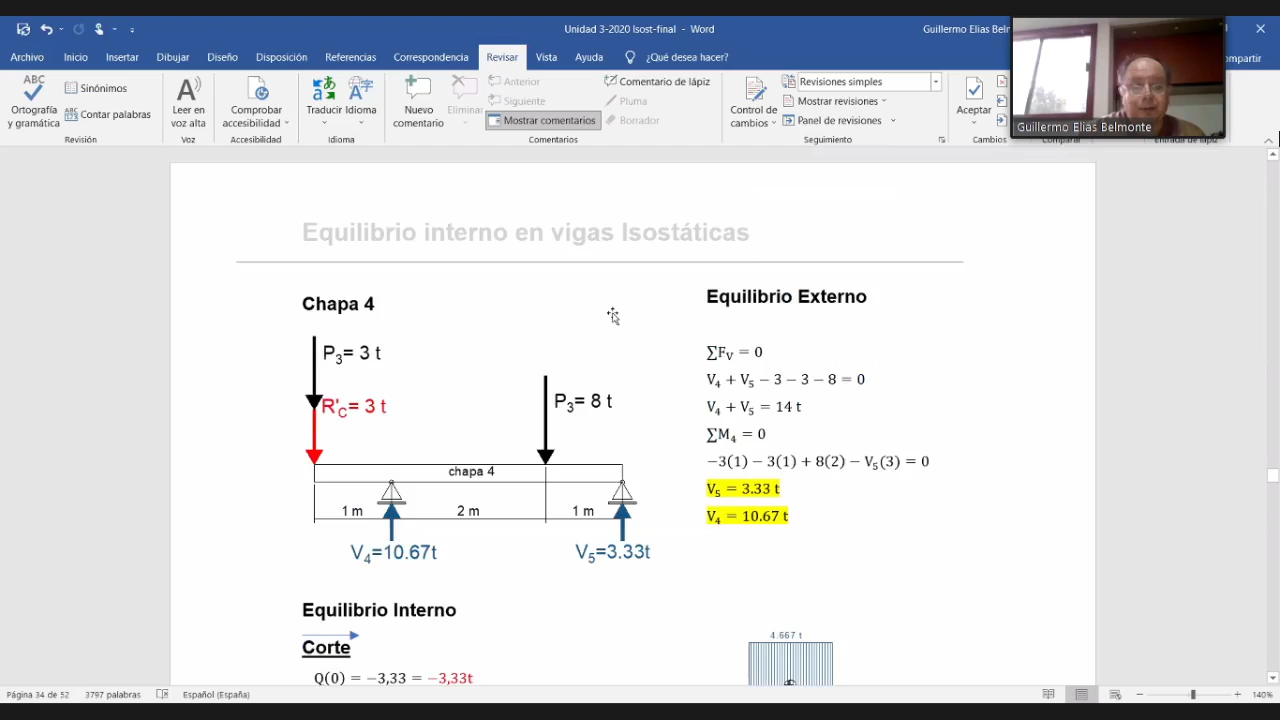 Unidad 3-2020 Isost-final - Word
Guillermo Elias Belm
Archivo Inicio Insertar Dibujar Diseño Disposición Referencias Correspondencia Revisar Vista Ayuda ¿Qué desea hacer?
ompartir
ABC
Ortografía y gramática
Sinónimos
ABC
123
Contar palabras
Revisión
Leer en voz alta
Voz
Comprobar accesibilidad
Accesibilidad
Traducir
Idioma
Idioma
Nuevo comentario
Eliminar
Anterior
Siguiente
Mostrar comentarios
Comentario de lápiz
Pluma
Borrador
Comentarios
Control de cambios
Revisiones simples
Mostrar revisiones
Panel de revisiones
Seguimiento
Aceptar
Cambios
Guillermo Elias Belmonte
Equilibrio interno en vigas Isostáticas
Chapa 4
P₃= 3 t
R'C= 3 t
P₃= 8 t
chapa 4
1 m 2 m 1 m
V₄=10.67t V₅=3.33t
Equilibrio Externo
∑FV = 0
V₄ + V₅ − 3 − 3 − 8 = 0
V₄ + V₅ = 14 t
∑M₄ = 0
−3(1) − 3(1) + 8(2) − V₅(3) = 0
V₅ = 3.33 t
V₄ = 10.67 t
Equilibrio Interno
Corte
Q(0) = −3,33 = −3,33t
4.667 t
Página 34 de 52 3797 palabras Español (España) 140%